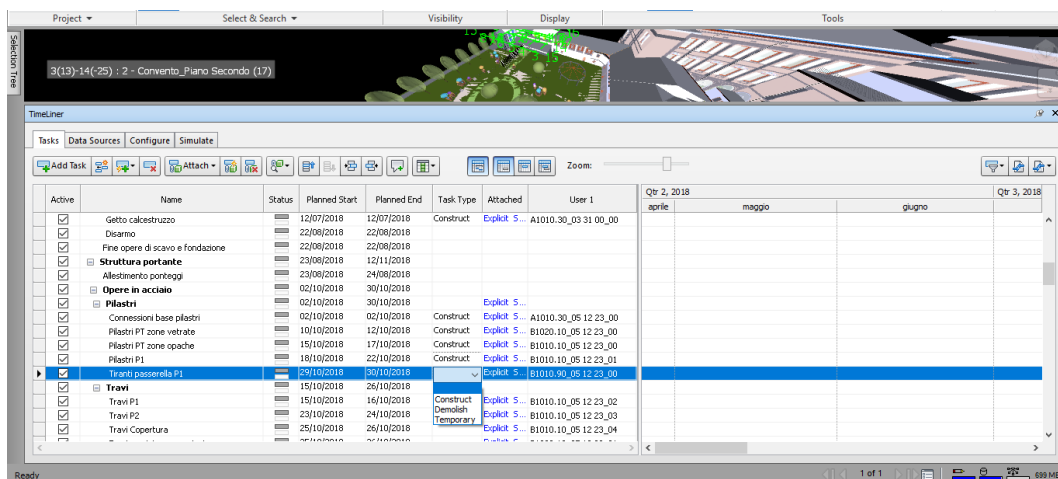 Project Select & Search Visibility Display Tools
Selection Tree
3(13)-14(-25) : 2 - Convento_Piano Secondo (17)
TimeLiner
Tasks Data Sources Configure Simulate
Add Task Attach Zoom:
Active Name Status Planned Start Planned End Task Type Attached User 1
Qtr 2, 2018 Qtr 3, 2018
aprile maggio giugno
Getto calcestruzzo 12/07/2018 12/07/2018 Construct Explicit S... A1010.30_03 31 00_00
Disarmo 22/08/2018 22/08/2018
Fine opere di scavo e fondazione 22/08/2018 22/08/2018
Struttura portante 23/08/2018 12/11/2018
Allestimento ponteggi 23/08/2018 24/08/2018
Opere in acciaio 02/10/2018 30/10/2018
Pilastri 02/10/2018 30/10/2018 Explicit S...
Connessioni base pilastri 02/10/2018 02/10/2018 Construct Explicit S... A1010.30_05 12 23_00
Pilastri PT zone vetrate 10/10/2018 12/10/2018 Construct Explicit S... B1020.10_05 12 23_00
Pilastri PT zone opache 15/10/2018 17/10/2018 Construct Explicit S... B1010.10_05 12 23_00
Pilastri P1 18/10/2018 22/10/2018 Construct Explicit S... B1010.10_05 12 23_01
Tiranti passerella P1 29/10/2018 30/10/2018 Explicit S... B1010.90_05 12 23_00
Travi 15/10/2018 26/10/2018
Travi P1 15/10/2018 16/10/2018 Construct Explicit S... B1010.10_05 12 23_02
Demolish
Travi P2 23/10/2018 24/10/2018 Temporary Explicit S... B1010.10_05 12 23_03
Travi Copertura 25/10/2018 26/10/2018 Explicit S... B1010.10_05 12 23_04
Ready 1 of 1 699 ME